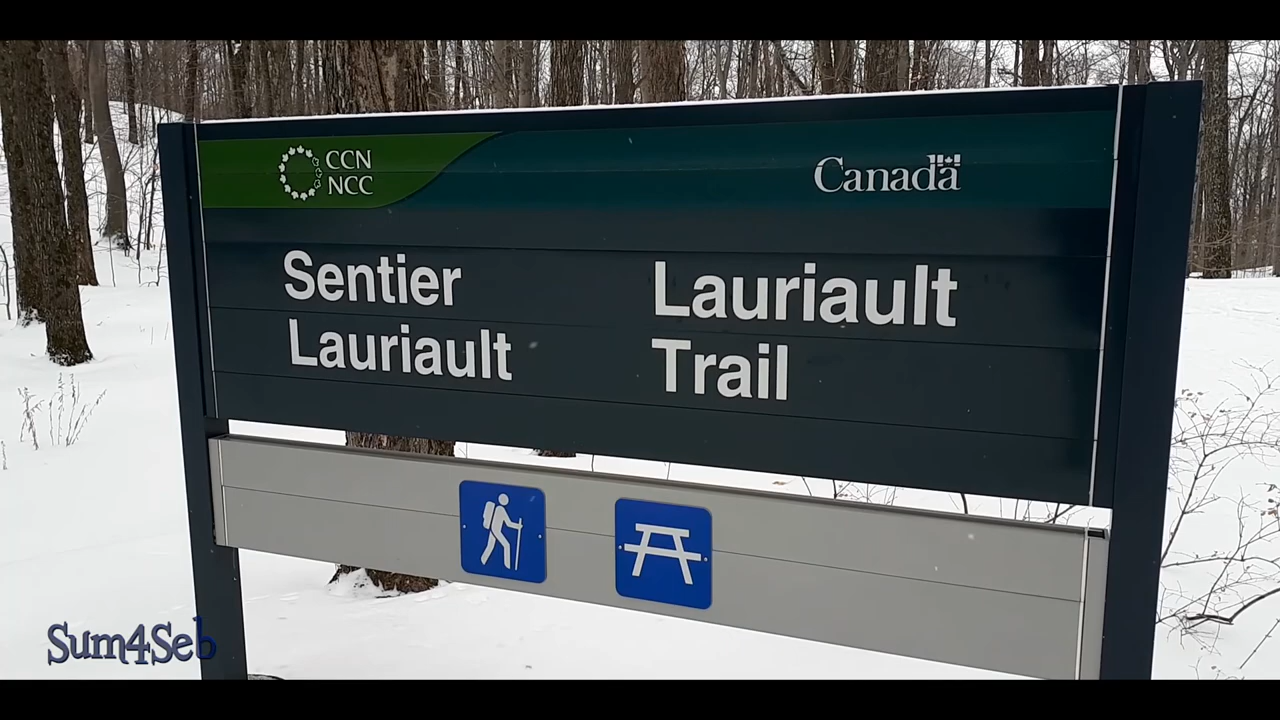 CCN
NCC
Canada
Sentier
Lauriault
Lauriault
Trail
Sum4Seb